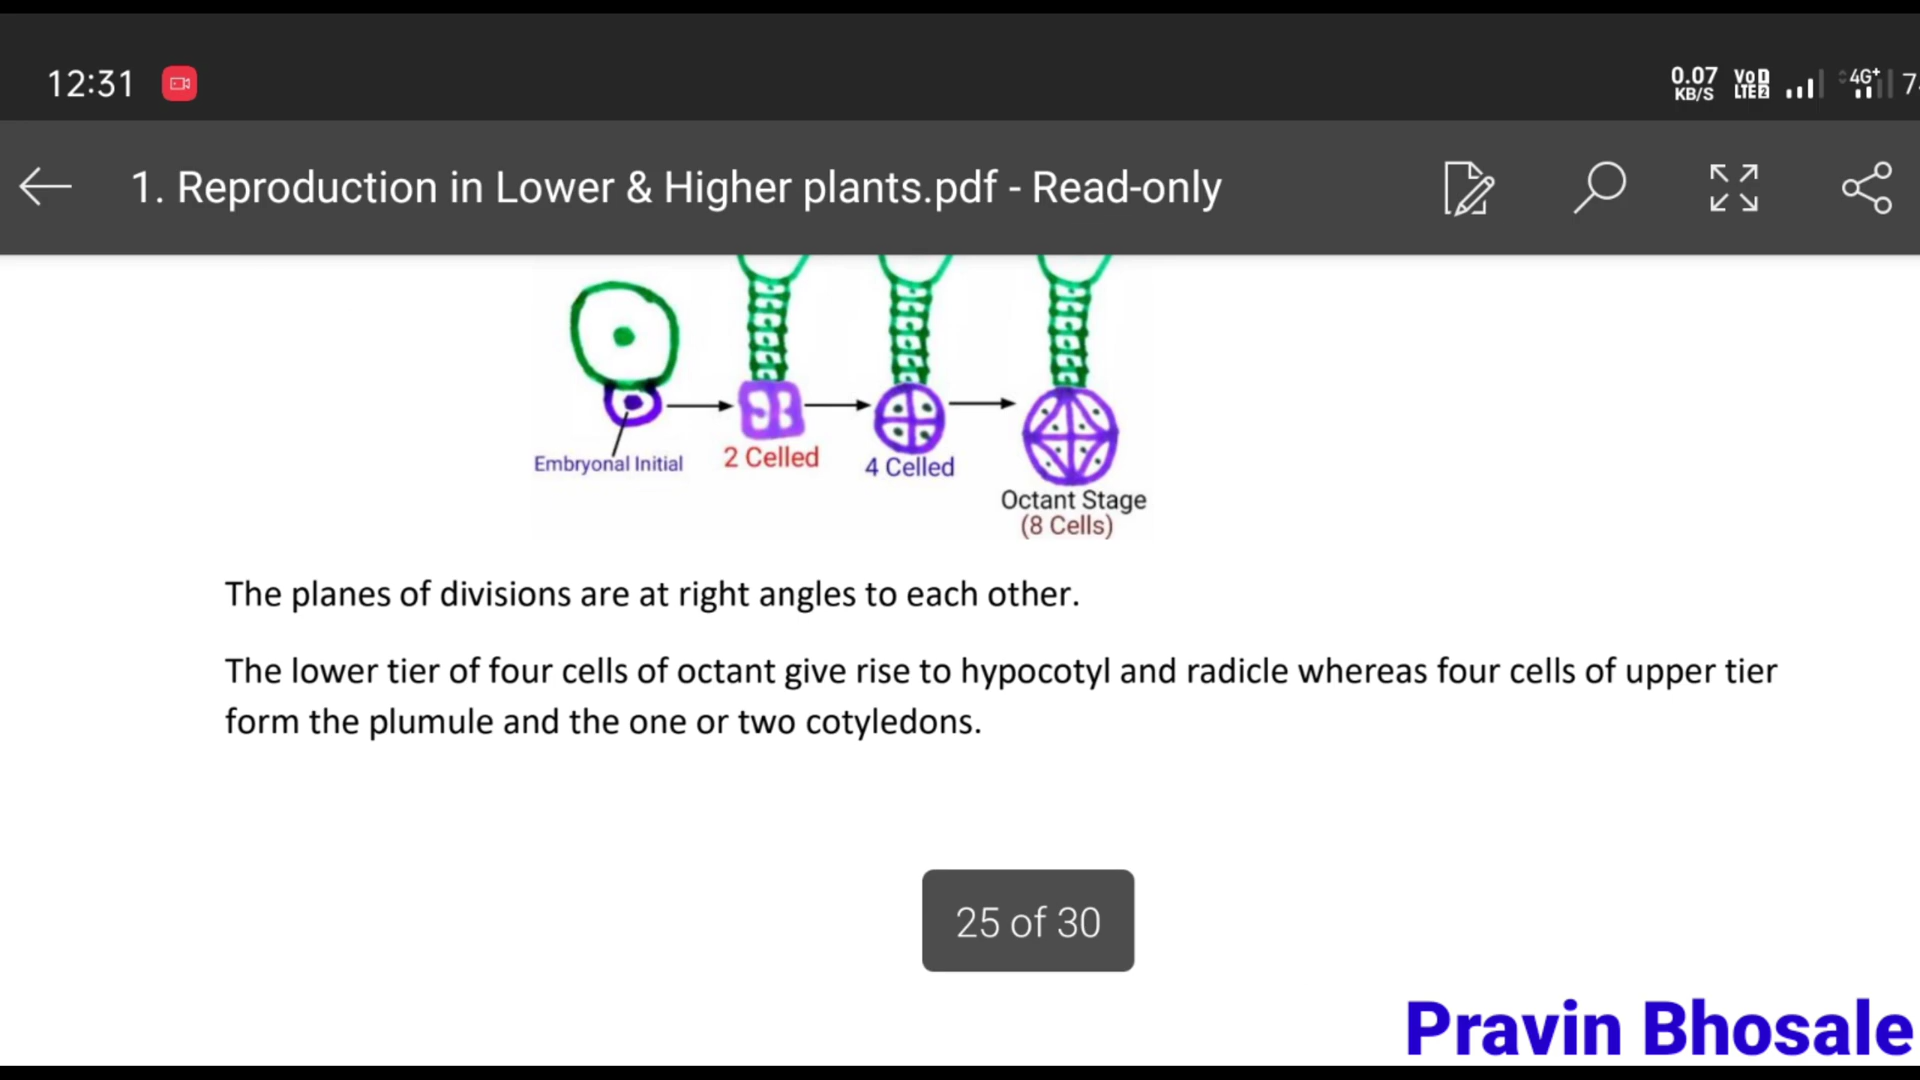 12:31
0.07 KB/S VoD LTE2 4G+
1. Reproduction in Lower & Higher plants.pdf - Read-only
Embryonal Initial
2 Celled
4 Celled
Octant Stage
(8 Cells)
The planes of divisions are at right angles to each other.
The lower tier of four cells of octant give rise to hypocotyl and radicle whereas four cells of upper tier
form the plumule and the one or two cotyledons.
25 of 30
Pravin Bhosale